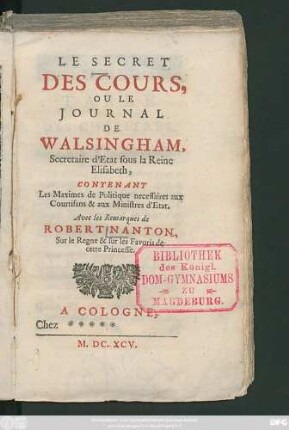 LE SECRET
DES COURS,
OU LE
JOURNAL
DE
WALSINGHAM,
Secretaire d'Etat sous la Reine
Elisabeth,
CONTENANT
Les Maximes de Politique necessaires aux
Courtisans & aux Ministres d'Etat.
Avec les Remarques de
ROBERT NANTON,
Sur le Regne & sur les Favoris de
cette Princesse.
BIBLIOTHEK
des Königl.
DOM-GYMNASIUMS
ZU
MAGDEBURG.
A COLOGNE,
Chez *****
M. DC. XCV.